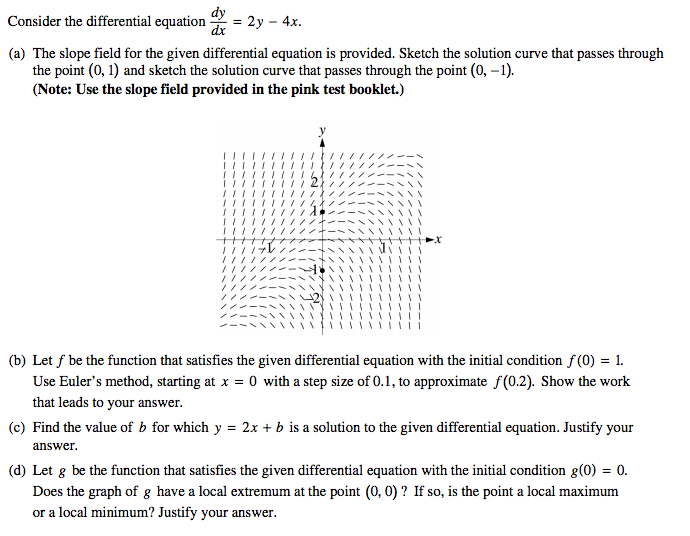 Consider the differential equation dy/dx = 2y – 4x.
(a) The slope field for the given differential equation is provided. Sketch the solution curve that passes through
the point (0, 1) and sketch the solution curve that passes through the point (0, –1).
(Note: Use the slope field provided in the pink test booklet.)
y
2
1
–1 1 x
–1
–2
(b) Let f be the function that satisfies the given differential equation with the initial condition f(0) = 1.
Use Euler's method, starting at x = 0 with a step size of 0.1, to approximate f(0.2). Show the work
that leads to your answer.
(c) Find the value of b for which y = 2x + b is a solution to the given differential equation. Justify your
answer.
(d) Let g be the function that satisfies the given differential equation with the initial condition g(0) = 0.
Does the graph of g have a local extremum at the point (0, 0) ? If so, is the point a local maximum
or a local minimum? Justify your answer.